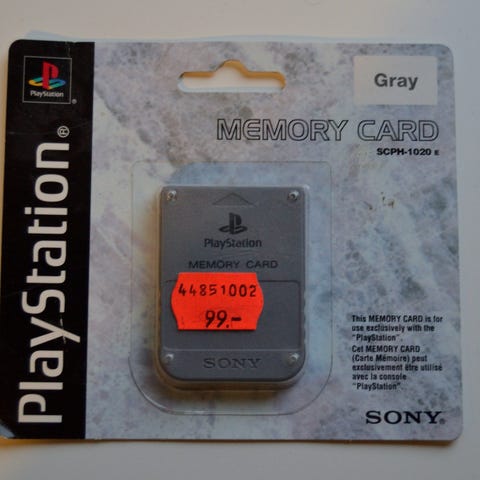 PlayStation
Gray
MEMORY CARD
SCPH-1020 E
PlayStation®
PlayStation
MEMORY CARD
44851002
99.-
SONY
This MEMORY CARD is for
use exclusively with the
"PlayStation".
Cet MEMORY CARD
(Carte Mémoire) peut
exclusivement être utilisé
avec la console
"PlayStation".
SONY®